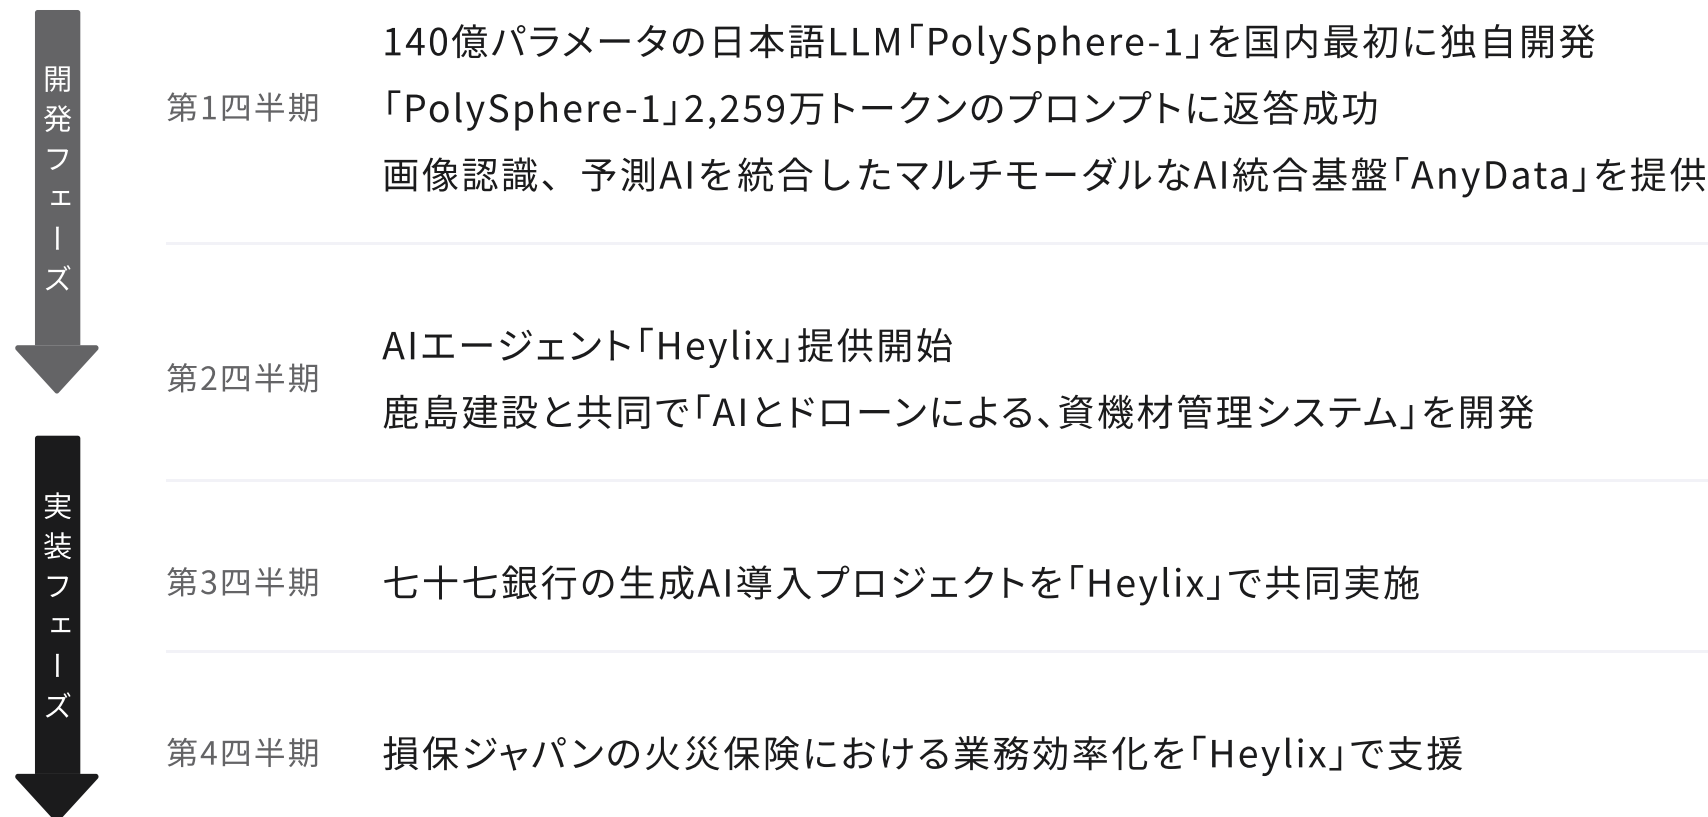 開発フェーズ
第1四半期
140億パラメータの日本語LLM「PolySphere-1」を国内最初に独自開発
「PolySphere-1」2,259万トークンのプロンプトに返答成功
画像認識、予測AIを統合したマルチモーダルなAI統合基盤「AnyData」を提供
第2四半期
AIエージェント「Heylix」提供開始
鹿島建設と共同で「AIとドローンによる、資機材管理システム」を開発
実装フェーズ
第3四半期
七十七銀行の生成AI導入プロジェクトを「Heylix」で共同実施
第4四半期
損保ジャパンの火災保険における業務効率化を「Heylix」で支援